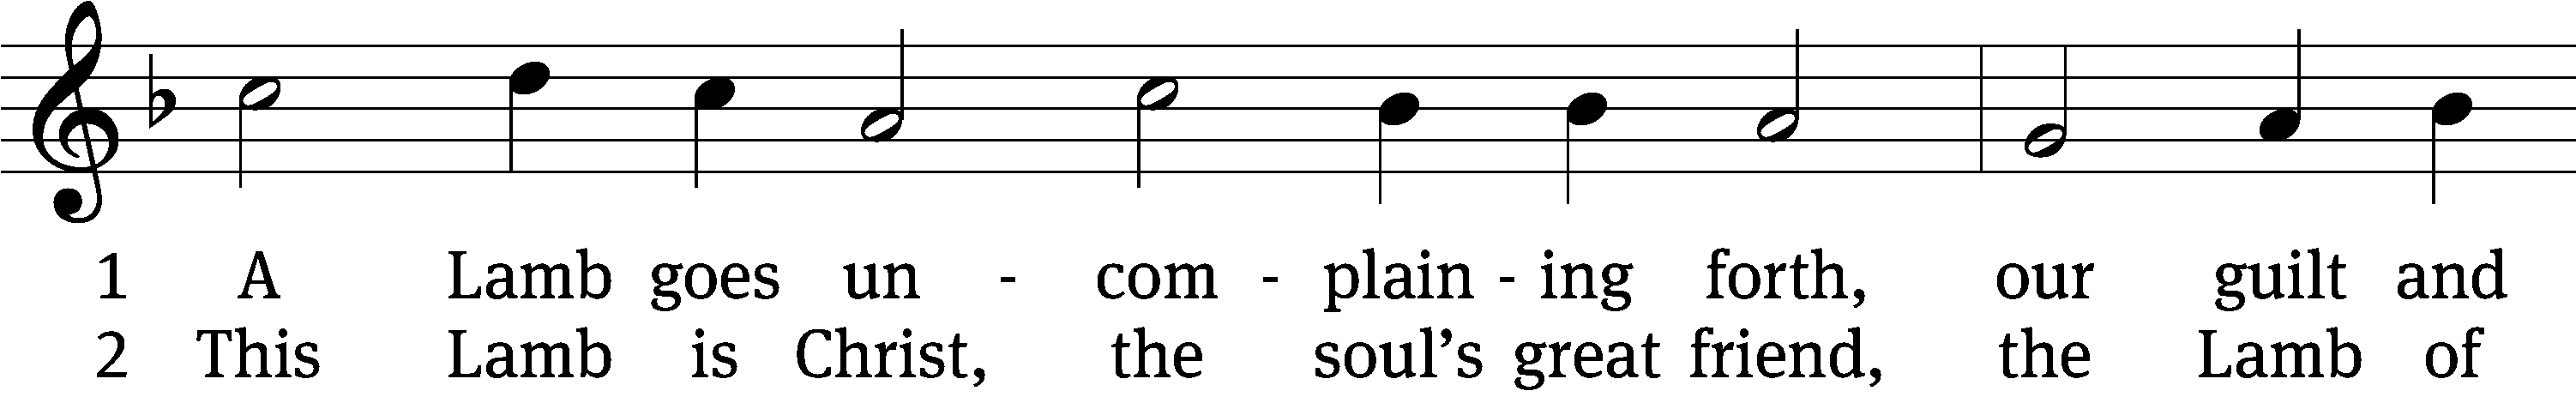 1 A Lamb goes un - com - plain - ing forth, our guilt and
2 This Lamb is Christ, the soul’s great friend, the Lamb of